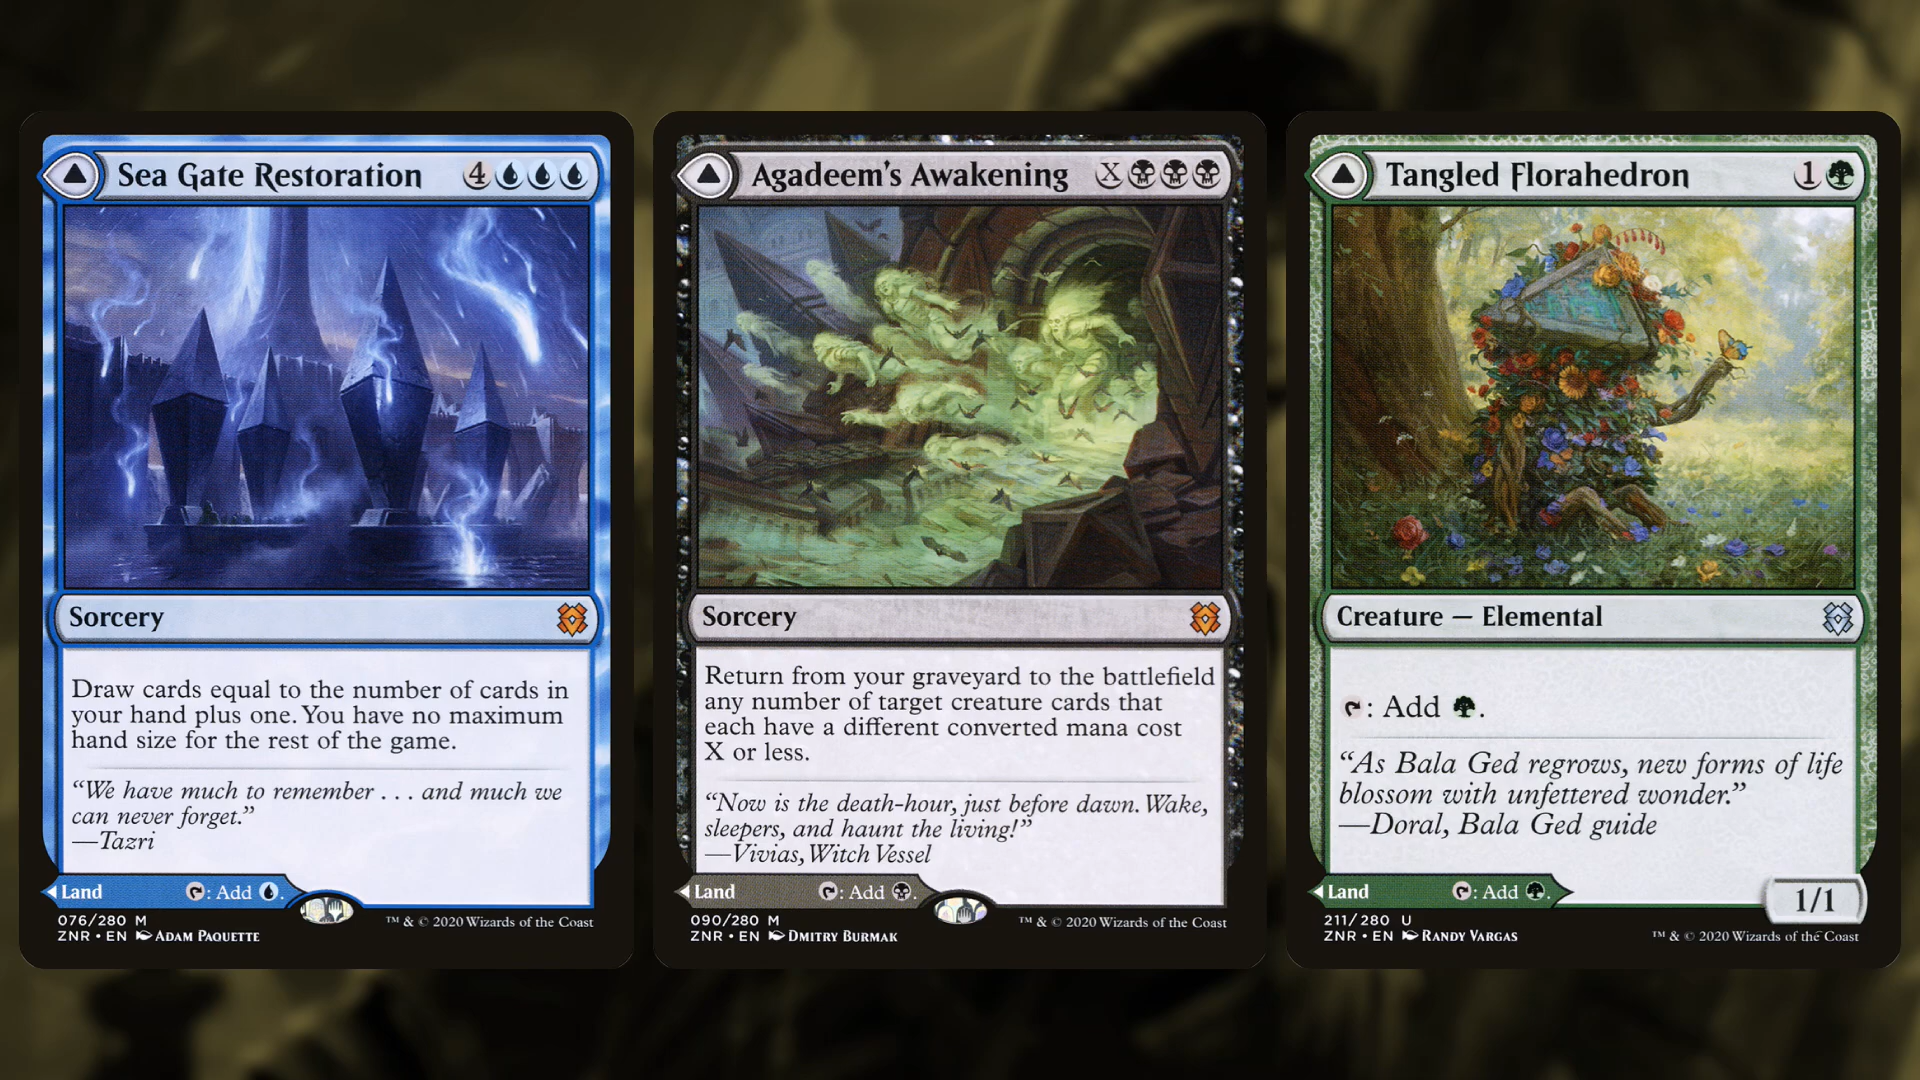 Sea Gate Restoration 4
Sorcery
Draw cards equal to the number of cards in
your hand plus one. You have no maximum
hand size for the rest of the game.
“We have much to remember . . . and much we
can never forget.”
—Tazri
Land : Add .
076/280 M
ZNR • EN ADAM PAQUETTE
™ & © 2020 Wizards of the Coast
Agadeem's Awakening X
Sorcery
Return from your graveyard to the battlefield
any number of target creature cards that
each have a different converted mana cost
X or less.
“Now is the death-hour, just before dawn. Wake,
sleepers, and haunt the living!”
—Vivias, Witch Vessel
Land : Add .
090/280 M
ZNR • EN DMITRY BURMAK
™ & © 2020 Wizards of the Coast
Tangled Florahedron 1
Creature — Elemental
: Add .
“As Bala Ged regrows, new forms of life
blossom with unfettered wonder.”
—Doral, Bala Ged guide
Land : Add .
1/1
211/280 U
ZNR • EN RANDY VARGAS
™ & © 2020 Wizards of the Coast